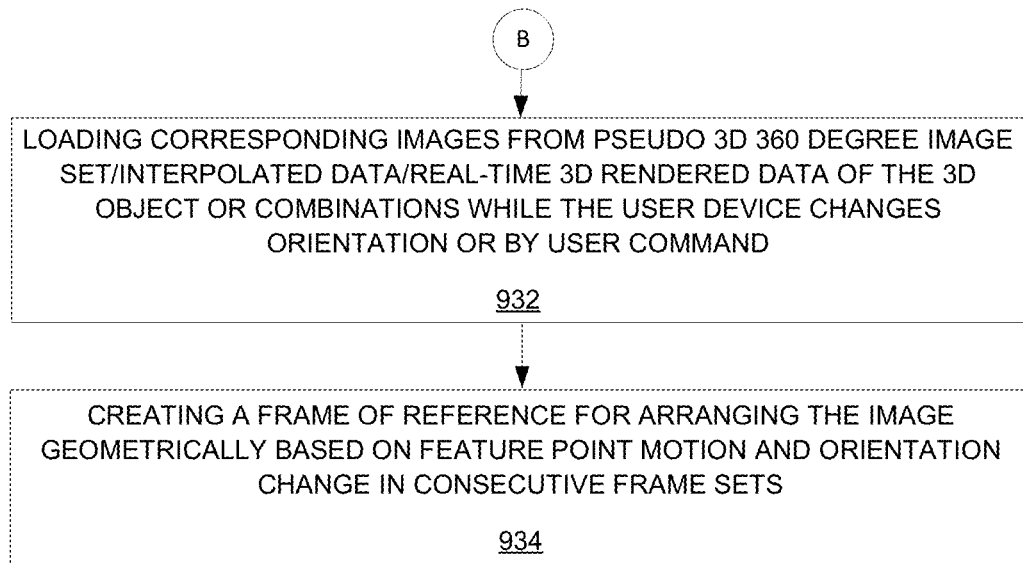 B
LOADING CORRESPONDING IMAGES FROM PSEUDO 3D 360 DEGREE IMAGE
SET/INTERPOLATED DATA/REAL-TIME 3D RENDERED DATA OF THE 3D
OBJECT OR COMBINATIONS WHILE THE USER DEVICE CHANGES
ORIENTATION OR BY USER COMMAND
932
CREATING A FRAME OF REFERENCE FOR ARRANGING THE IMAGE
GEOMETRICALLY BASED ON FEATURE POINT MOTION AND ORIENTATION
CHANGE IN CONSECUTIVE FRAME SETS
934